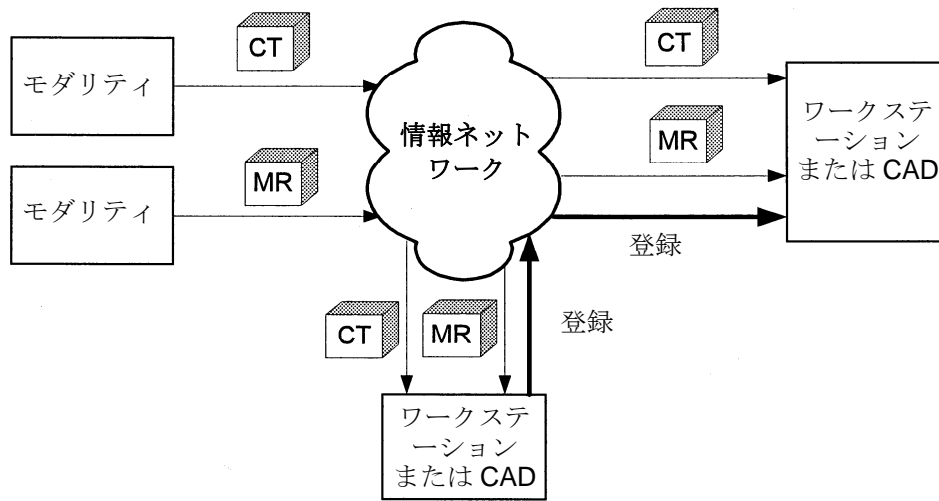 モダリティ
CT
情報ネット
ワーク
CT
ワークステ
ーション
または CAD
モダリティ
MR
MR
登録
CT
MR
登録
ワークステ
ーション
または CAD